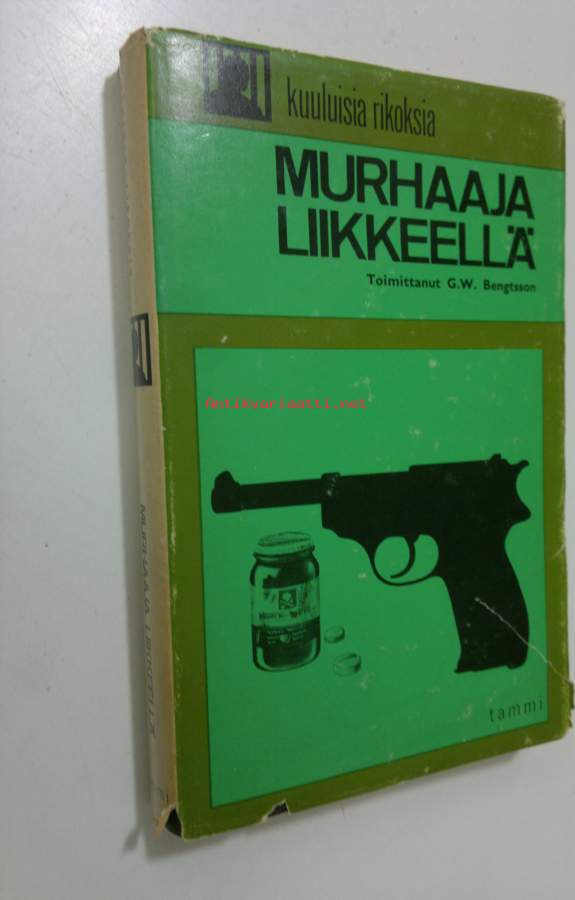 kuuluisia rikoksia
MURHAAJA
LIIKKEELLÄ
Toimittanut G.W. Bengtsson
Antikvariaatti.net
tammi
MURHAAJA LIIKKEELLÄ